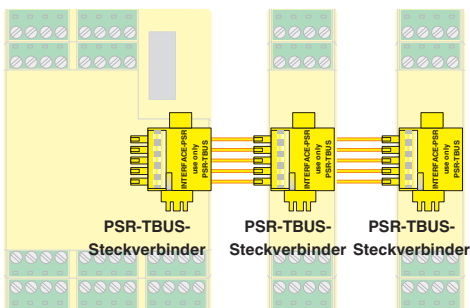 INTERFACE-PSR
use only
PSR-TBUS
INTERFACE-PSR
use only
PSR-TBUS
INTERFACE-PSR
use only
PSR-TBUS
PSR-TBUS-
Steckverbinder
PSR-TBUS-
Steckverbinder
PSR-TBUS-
Steckverbinder